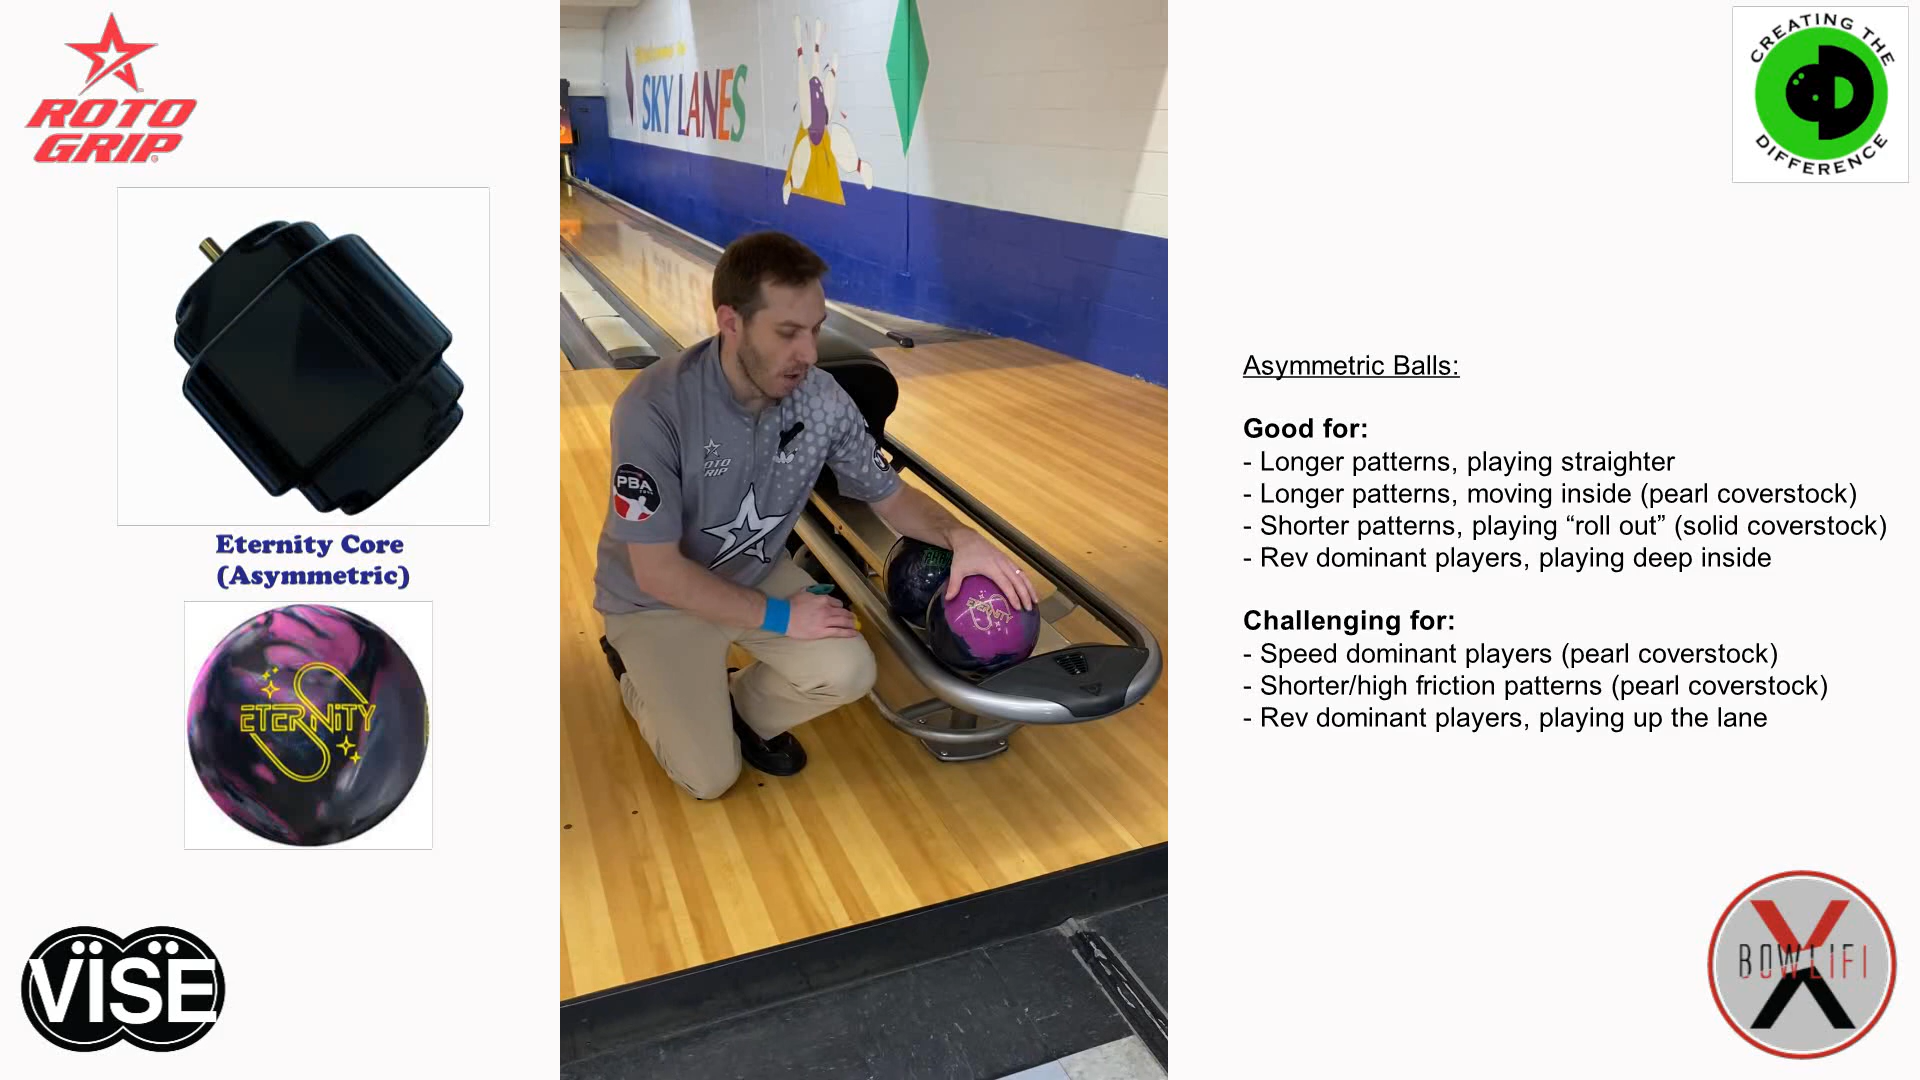 ROTO
GRIP
Eternity Core
(Asymmetric)
ETERNITY
VISE
SKY LANES
PBA
ROTO
GRIP
ETERNITY
CREATING THE
DIFFERENCE
Asymmetric Balls:
Good for:
- Longer patterns, playing straighter
- Longer patterns, moving inside (pearl coverstock)
- Shorter patterns, playing “roll out” (solid coverstock)
- Rev dominant players, playing deep inside
Challenging for:
- Speed dominant players (pearl coverstock)
- Shorter/high friction patterns (pearl coverstock)
- Rev dominant players, playing up the lane
BOWLIFI